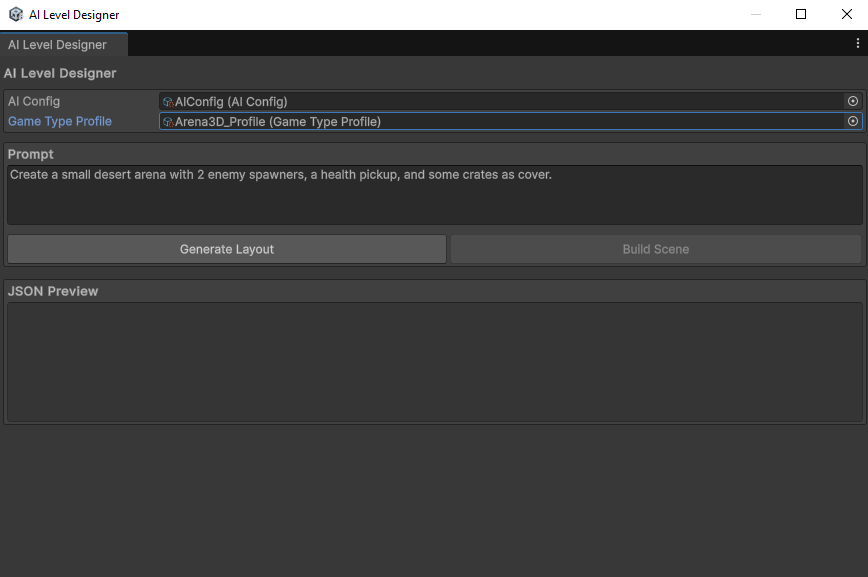 AI Level Designer
AI Level Designer
AI Level Designer
AI Config AIConfig (AI Config)
Game Type Profile Arena3D_Profile (Game Type Profile)
Prompt
Create a small desert arena with 2 enemy spawners, a health pickup, and some crates as cover.
Generate Layout Build Scene
JSON Preview